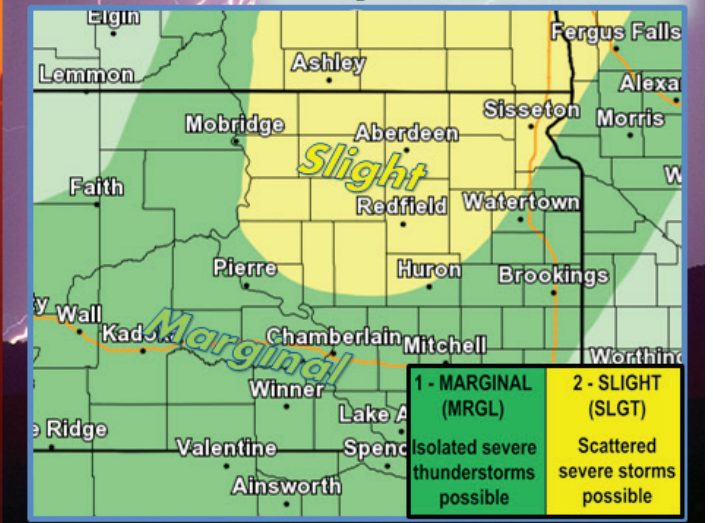 Elgin
Fergus Falls
Ashley
Lemmon
Alexa
Sisseton
Mobridge
Aberdeen
Morris
Slight
W
Faith
Redfield
Watertown
Pierre
Huron
Brookings
y
Wall
Kadoka
Marginal
Chamberlain
Mitchell
Worthing
Winner
Lake A
e Ridge
Valentine
Spenc
Ainsworth
1 - MARGINAL
(MRGL)
Isolated severe
thunderstorms
possible
2 - SLIGHT
(SLGT)
Scattered
severe storms
possible